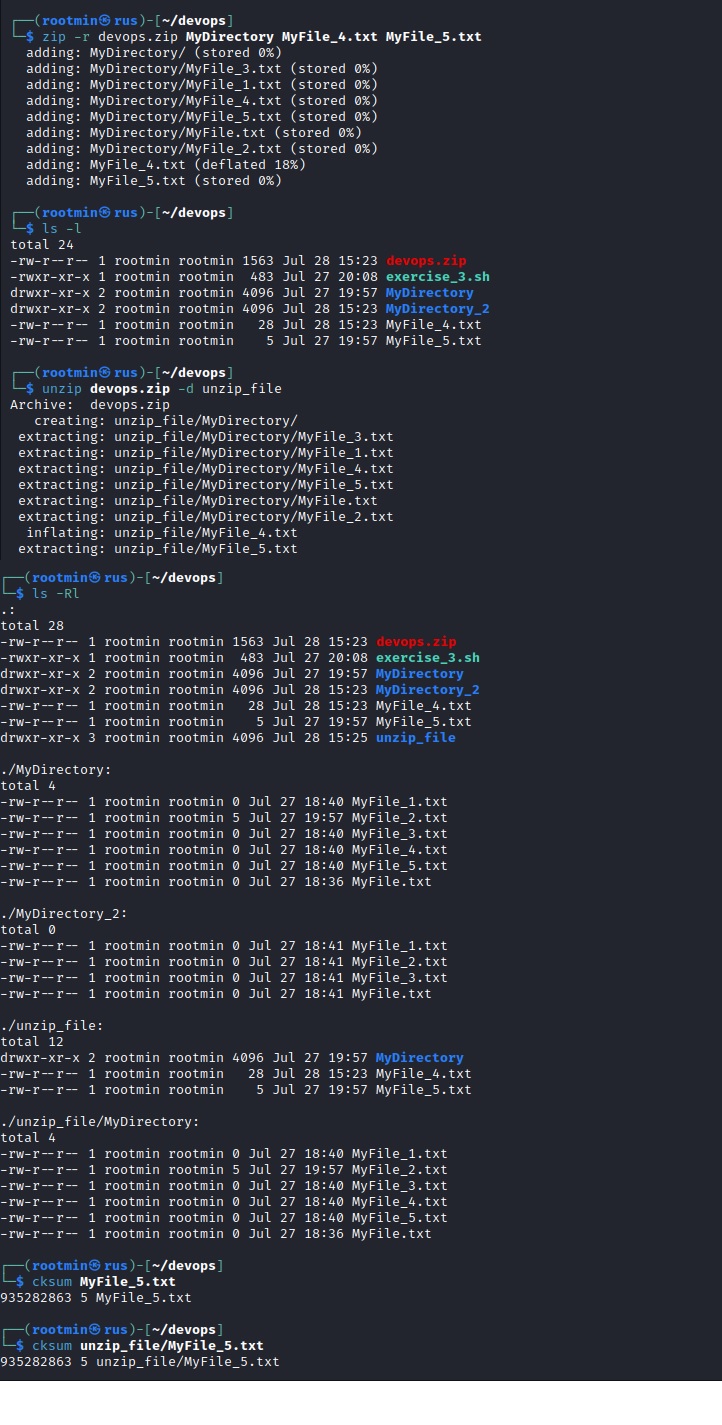 ┌──(rootmin㉿rus)-[~/devops]
└─$ zip -r devops.zip MyDirectory MyFile_4.txt MyFile_5.txt
  adding: MyDirectory/ (stored 0%)
  adding: MyDirectory/MyFile_3.txt (stored 0%)
  adding: MyDirectory/MyFile_1.txt (stored 0%)
  adding: MyDirectory/MyFile_4.txt (stored 0%)
  adding: MyDirectory/MyFile_5.txt (stored 0%)
  adding: MyDirectory/MyFile.txt (stored 0%)
  adding: MyDirectory/MyFile_2.txt (stored 0%)
  adding: MyFile_4.txt (deflated 18%)
  adding: MyFile_5.txt (stored 0%)
┌──(rootmin㉿rus)-[~/devops]
└─$ ls -l
total 24
-rw-r--r-- 1 rootmin rootmin 1563 Jul 28 15:23 devops.zip
-rwxr-xr-x 1 rootmin rootmin  483 Jul 27 20:08 exercise_3.sh
drwxr-xr-x 2 rootmin rootmin 4096 Jul 27 19:57 MyDirectory
drwxr-xr-x 2 rootmin rootmin 4096 Jul 28 15:23 MyDirectory_2
-rw-r--r-- 1 rootmin rootmin   28 Jul 28 15:23 MyFile_4.txt
-rw-r--r-- 1 rootmin rootmin    5 Jul 27 19:57 MyFile_5.txt
┌──(rootmin㉿rus)-[~/devops]
└─$ unzip devops.zip -d unzip_file
Archive:  devops.zip
   creating: unzip_file/MyDirectory/
 extracting: unzip_file/MyDirectory/MyFile_3.txt
 extracting: unzip_file/MyDirectory/MyFile_1.txt
 extracting: unzip_file/MyDirectory/MyFile_4.txt
 extracting: unzip_file/MyDirectory/MyFile_5.txt
 extracting: unzip_file/MyDirectory/MyFile.txt
 extracting: unzip_file/MyDirectory/MyFile_2.txt
  inflating: unzip_file/MyFile_4.txt
 extracting: unzip_file/MyFile_5.txt
┌──(rootmin㉿rus)-[~/devops]
└─$ ls -Rl
.:
total 28
-rw-r--r-- 1 rootmin rootmin 1563 Jul 28 15:23 devops.zip
-rwxr-xr-x 1 rootmin rootmin  483 Jul 27 20:08 exercise_3.sh
drwxr-xr-x 2 rootmin rootmin 4096 Jul 27 19:57 MyDirectory
drwxr-xr-x 2 rootmin rootmin 4096 Jul 28 15:23 MyDirectory_2
-rw-r--r-- 1 rootmin rootmin   28 Jul 28 15:23 MyFile_4.txt
-rw-r--r-- 1 rootmin rootmin    5 Jul 27 19:57 MyFile_5.txt
drwxr-xr-x 3 rootmin rootmin 4096 Jul 28 15:25 unzip_file
./MyDirectory:
total 4
-rw-r--r-- 1 rootmin rootmin 0 Jul 27 18:40 MyFile_1.txt
-rw-r--r-- 1 rootmin rootmin 5 Jul 27 19:57 MyFile_2.txt
-rw-r--r-- 1 rootmin rootmin 0 Jul 27 18:40 MyFile_3.txt
-rw-r--r-- 1 rootmin rootmin 0 Jul 27 18:40 MyFile_4.txt
-rw-r--r-- 1 rootmin rootmin 0 Jul 27 18:40 MyFile_5.txt
-rw-r--r-- 1 rootmin rootmin 0 Jul 27 18:36 MyFile.txt
./MyDirectory_2:
total 0
-rw-r--r-- 1 rootmin rootmin 0 Jul 27 18:41 MyFile_1.txt
-rw-r--r-- 1 rootmin rootmin 0 Jul 27 18:41 MyFile_2.txt
-rw-r--r-- 1 rootmin rootmin 0 Jul 27 18:41 MyFile_3.txt
-rw-r--r-- 1 rootmin rootmin 0 Jul 27 18:41 MyFile.txt
./unzip_file:
total 12
drwxr-xr-x 2 rootmin rootmin 4096 Jul 27 19:57 MyDirectory
-rw-r--r-- 1 rootmin rootmin   28 Jul 28 15:23 MyFile_4.txt
-rw-r--r-- 1 rootmin rootmin    5 Jul 27 19:57 MyFile_5.txt
./unzip_file/MyDirectory:
total 4
-rw-r--r-- 1 rootmin rootmin 0 Jul 27 18:40 MyFile_1.txt
-rw-r--r-- 1 rootmin rootmin 5 Jul 27 19:57 MyFile_2.txt
-rw-r--r-- 1 rootmin rootmin 0 Jul 27 18:40 MyFile_3.txt
-rw-r--r-- 1 rootmin rootmin 0 Jul 27 18:40 MyFile_4.txt
-rw-r--r-- 1 rootmin rootmin 0 Jul 27 18:40 MyFile_5.txt
-rw-r--r-- 1 rootmin rootmin 0 Jul 27 18:36 MyFile.txt
┌──(rootmin㉿rus)-[~/devops]
└─$ cksum MyFile_5.txt
935282863 5 MyFile_5.txt
┌──(rootmin㉿rus)-[~/devops]
└─$ cksum unzip_file/MyFile_5.txt
935282863 5 unzip_file/MyFile_5.txt